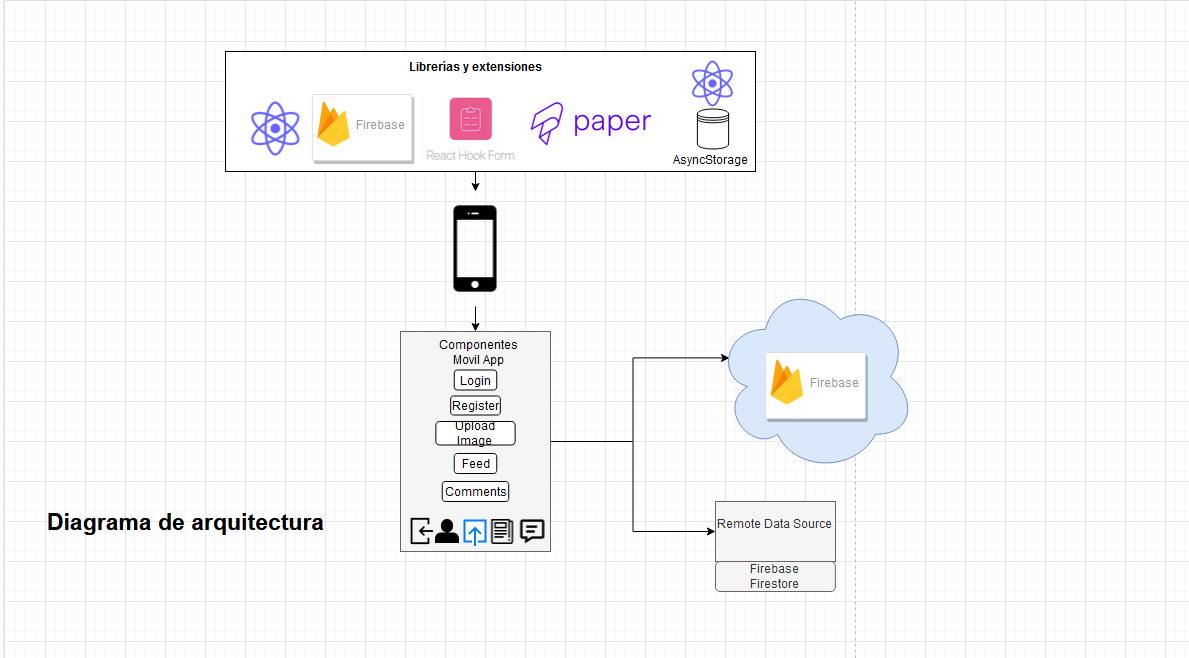 Librerías y extensiones
Firebase
React Hook Form
paper
AsyncStorage
Componentes
Movil App
Login
Register
Upload
Image
Feed
Comments
Diagrama de arquitectura
Firebase
Remote Data Source
Firebase
Firestore